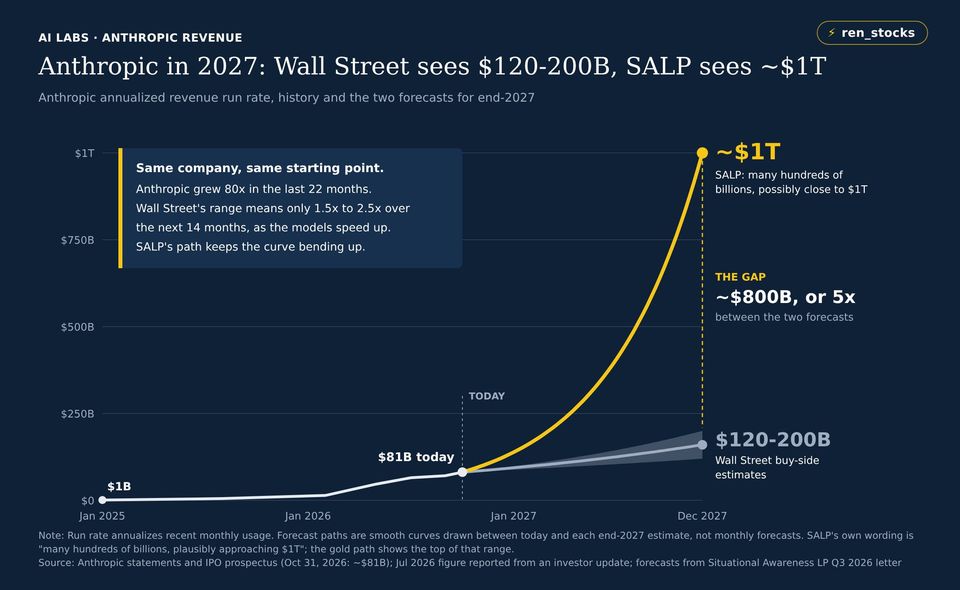 AI LABS · ANTHROPIC REVENUE
⚡ ren_stocks
Anthropic in 2027: Wall Street sees $120-200B, SALP sees ~$1T
Anthropic annualized revenue run rate, history and the two forecasts for end-2027
$1T
$750B
$500B
$250B
$0
Same company, same starting point.
Anthropic grew 80x in the last 22 months.
Wall Street's range means only 1.5x to 2.5x over
the next 14 months, as the models speed up.
SALP's path keeps the curve bending up.
~$1T
SALP: many hundreds of
billions, possibly close to $1T
THE GAP
~$800B, or 5x
between the two forecasts
TODAY
$81B today
$1B
$120-200B
Wall Street buy-side
estimates
Jan 2025
Jan 2026
Jan 2027
Dec 2027
Note: Run rate annualizes recent monthly usage. Forecast paths are smooth curves drawn between today and each end-2027 estimate, not monthly forecasts. SALP's own wording is
"many hundreds of billions, plausibly approaching $1T"; the gold path shows the top of that range.
Source: Anthropic statements and IPO prospectus (Oct 31, 2026: ~$81B); Jul 2026 figure reported from an investor update; forecasts from Situational Awareness LP Q3 2026 letter